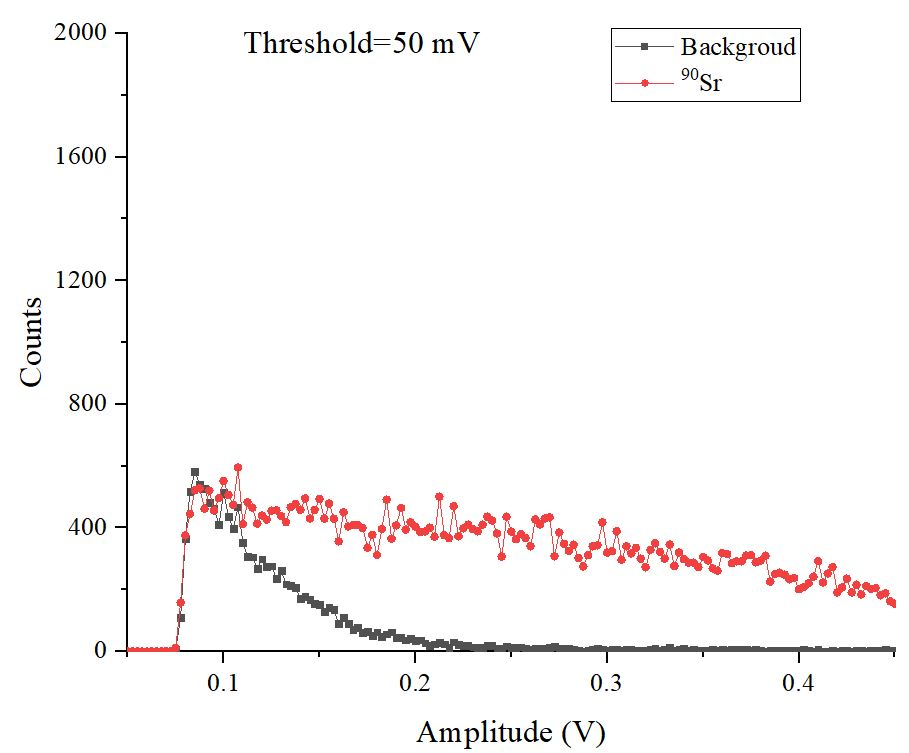 Threshold=50 mV
Backgroud
⁹⁰Sr
2000
1600
1200
800
400
0
Counts
0.1 0.2 0.3 0.4
Amplitude (V)